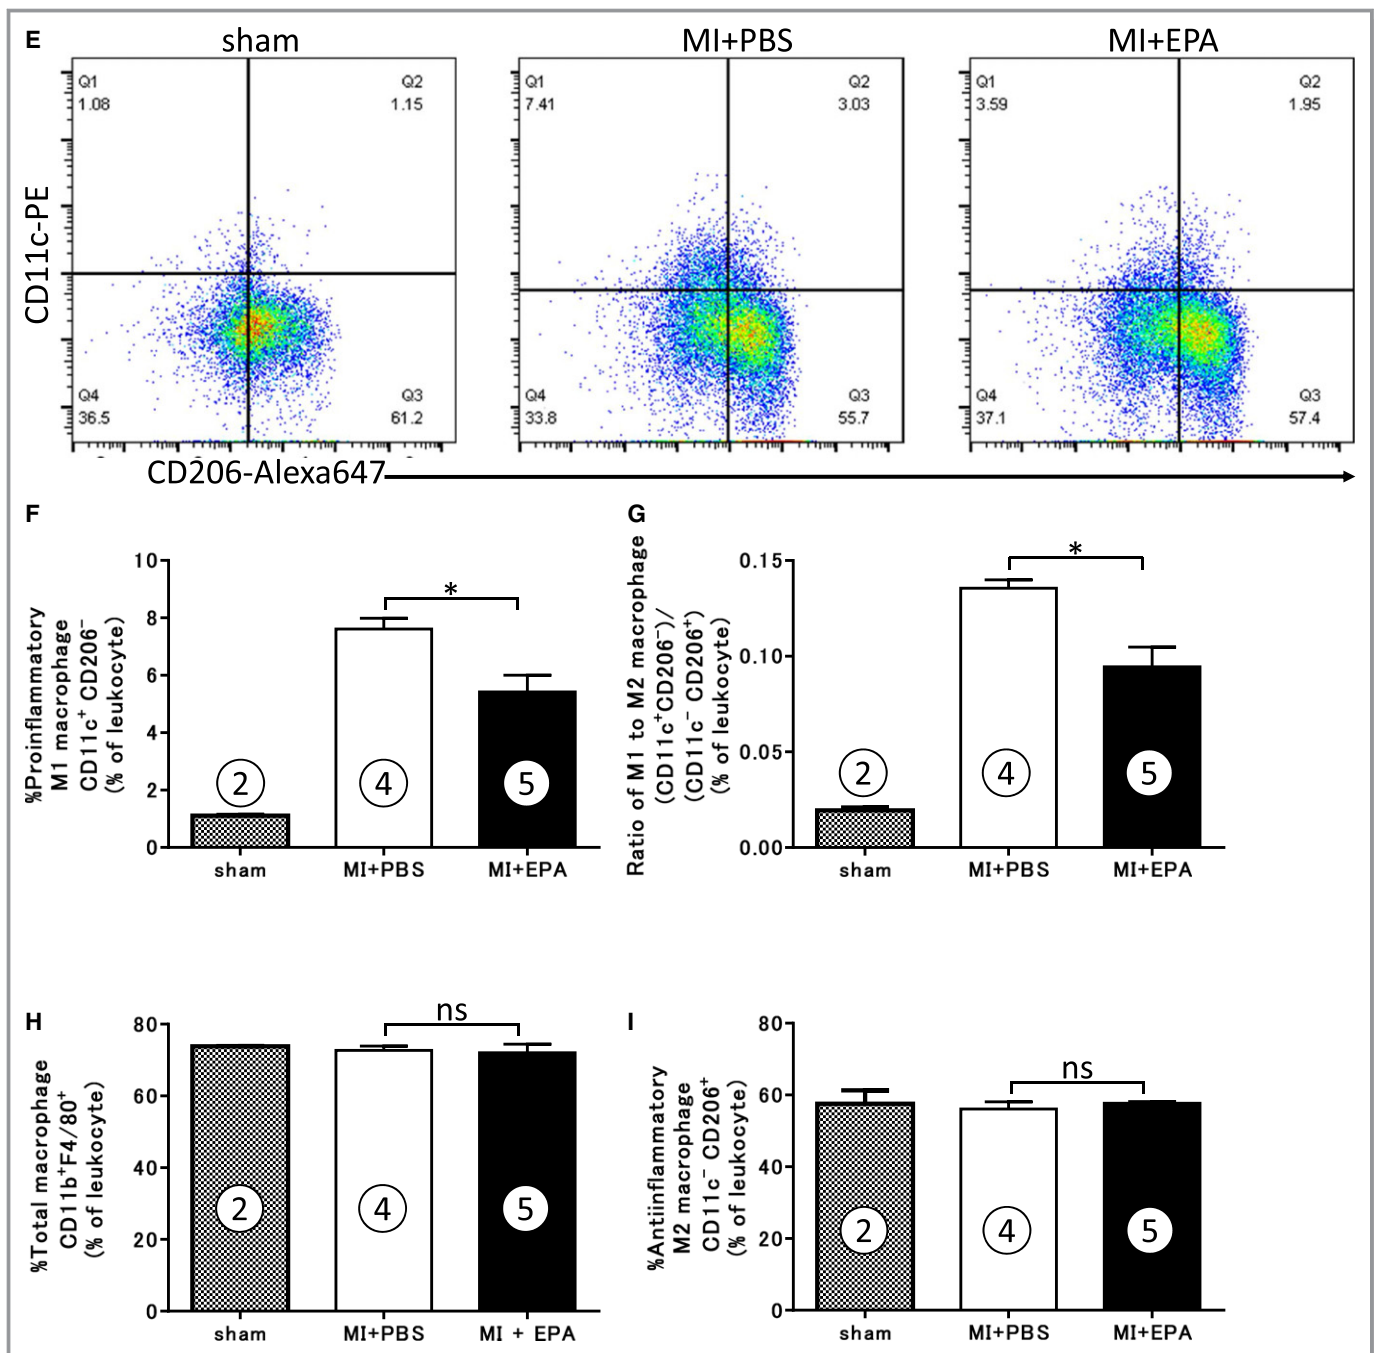 E
sham
MI+PBS
MI+EPA
CD11c-PE
Q1
1.08
Q2
1.15
Q4
36.5
Q3
61.2
Q1
7.41
Q2
3.03
Q4
33.8
Q3
55.7
Q1
3.59
Q2
1.95
Q4
37.1
Q3
57.4
CD206-Alexa647
F
%Proinflammatory
M1 macrophage
CD11c⁺ CD206⁻
(% of leukocyte)
10
8
6
4
2
0
*
2
4
5
sham
MI+PBS
MI+EPA
G
Ratio of M1 to M2 macrophage
(CD11c⁺CD206⁻)/
(CD11c⁻ CD206⁺)
(% of leukocyte)
0.15
0.10
0.05
0.00
*
2
4
5
sham
MI+PBS
MI+EPA
H
%Total macrophage
CD11b⁺F4/80⁺
(% of leukocyte)
80
60
40
20
0
ns
2
4
5
sham
MI+PBS
MI + EPA
I
%Antiinflammatory
M2 macrophage
CD11c⁻ CD206⁺
(% of leukocyte)
80
60
40
20
0
ns
2
4
5
sham
MI+PBS
MI+EPA